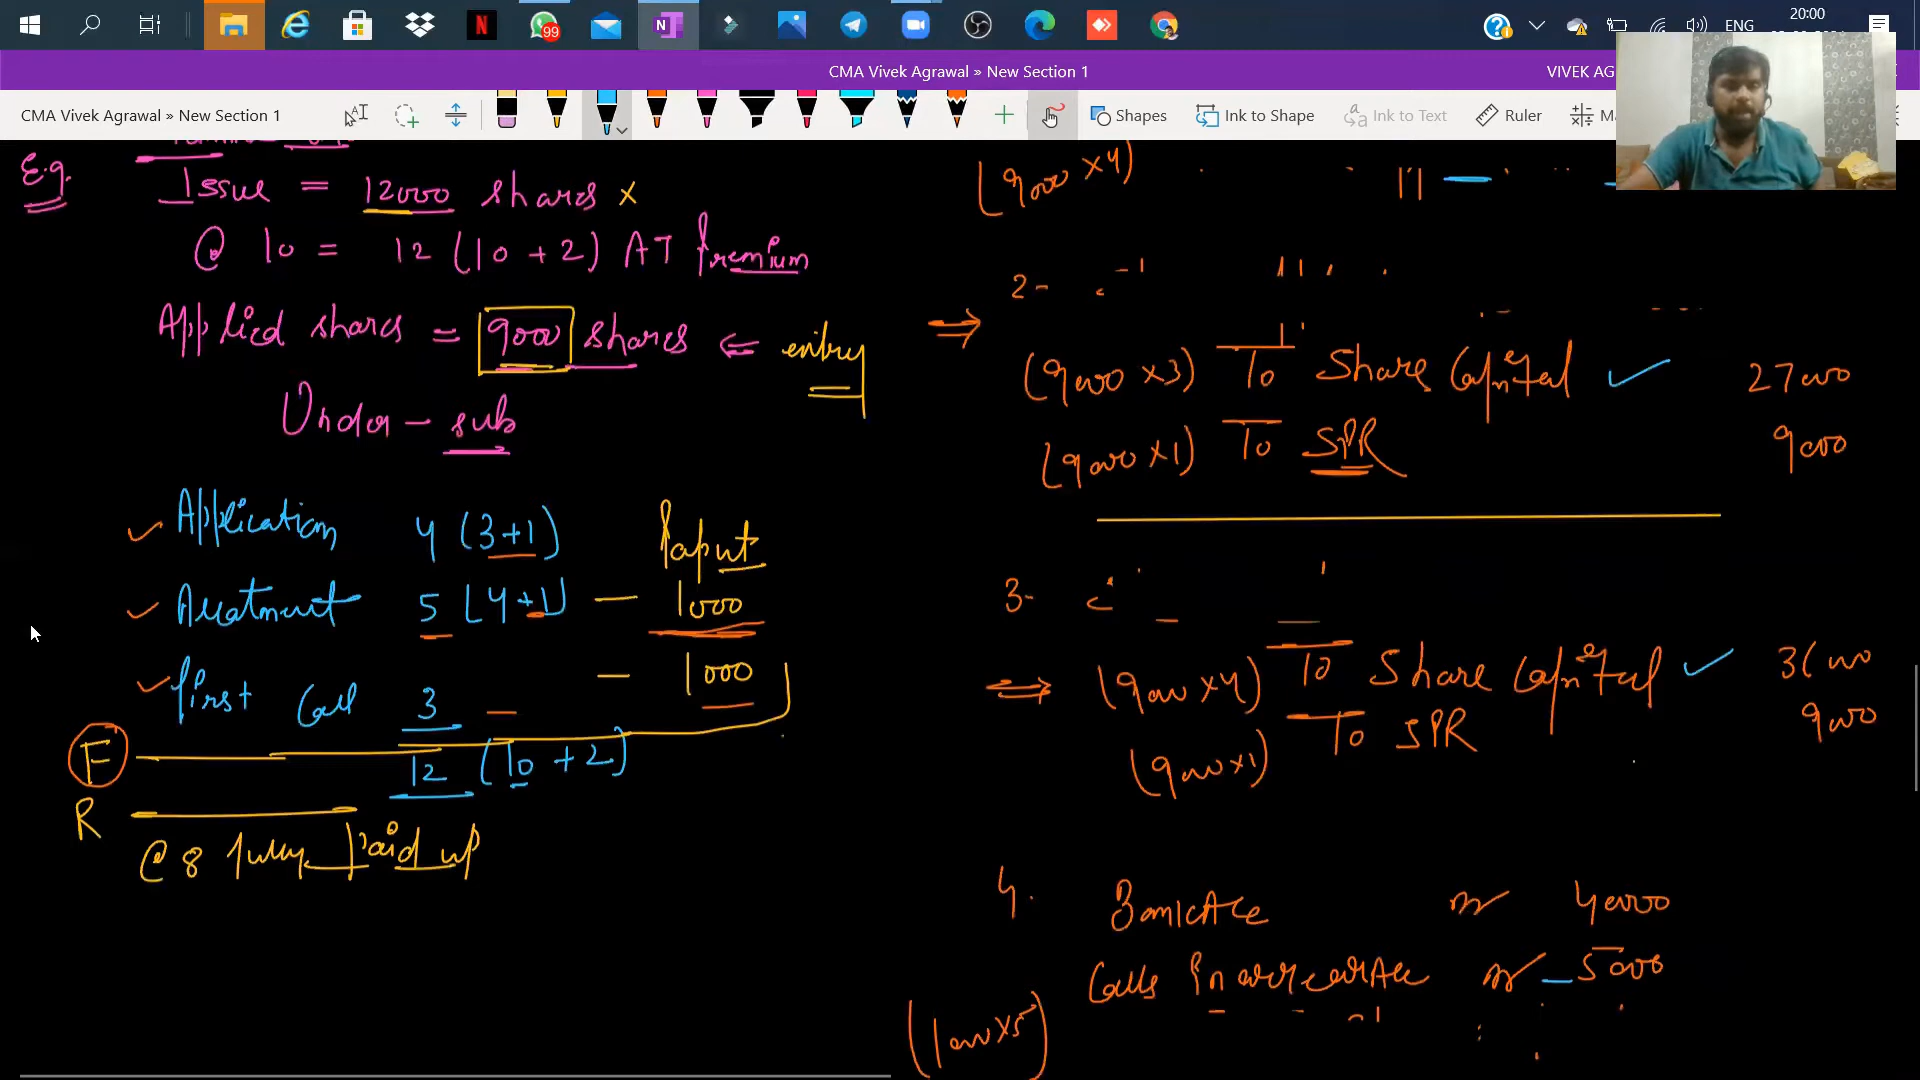 20:00
ENG
99
CMA Vivek Agrawal » New Section 1
VIVEK AG
CMA Vivek Agrawal » New Section 1
Shapes
Ink to Shape
Ink to Text
Ruler
E.g.
Issue = 12000 shares x
@ 10 = 12 (10 + 2) AT Premium
Applied shares = 9000 shares ⇐ entry
Under - sub
✓ Application 4 (3+1)
✓ 5 (4+1) — 1000
✓ First Call 3 — 1000
F 12 (10 + 2)
R
@ 8 fully paid up
(9000 x 4)
2-
⇒
(9000 x 3) To Share Capital ✓ 27000
(9000 x 1) To SPR 9000
3-
(9000 x 4) To Share Capital ✓ 36000
(9000 x 1) To SPR 9000
4. Bank A/c 40000
Calls in arrear A/c 5000
(1000 x 5)